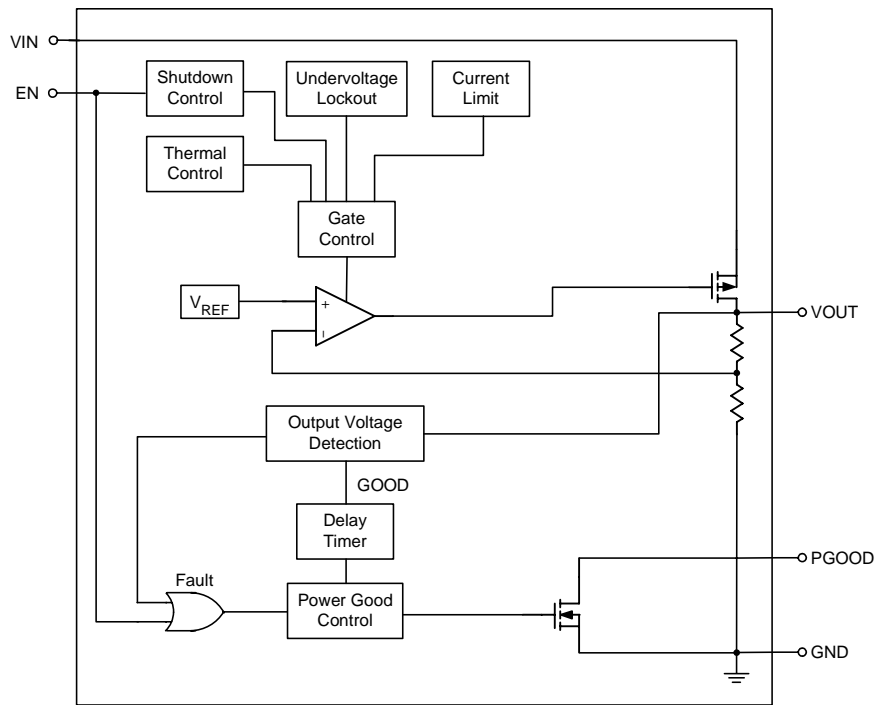 VIN
EN
Shutdown
Control
Undervoltage
Lockout
Current
Limit
Thermal
Control
Gate
Control
VREF
+
−
VOUT
Output Voltage
Detection
GOOD
Delay
Timer
PGOOD
Fault
Power Good
Control
GND